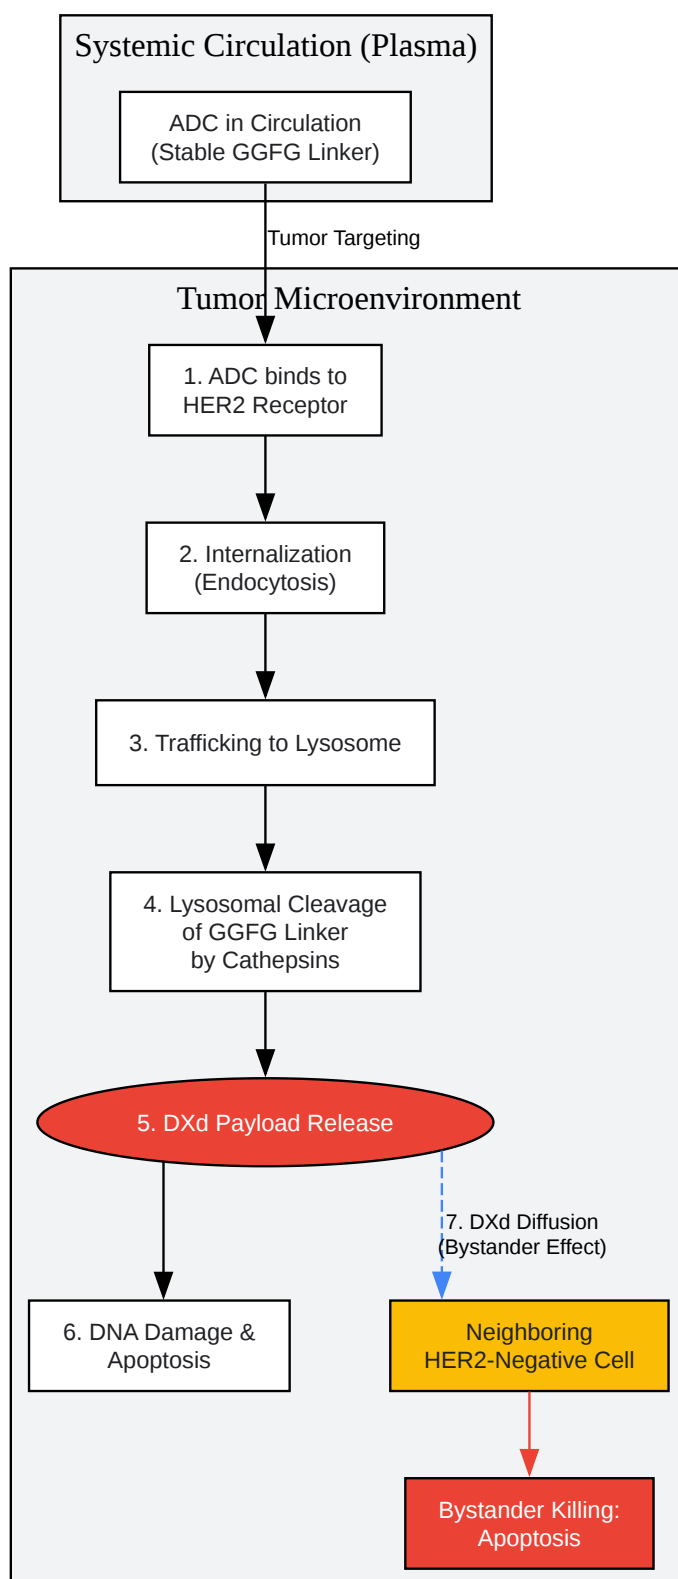 Systemic Circulation (Plasma)
ADC in Circulation
(Stable GGFG Linker)
Tumor Targeting
Tumor Microenvironment
1. ADC binds to
HER2 Receptor
2. Internalization
(Endocytosis)
3. Trafficking to Lysosome
4. Lysosomal Cleavage
of GGFG Linker
by Cathepsins
5. DXd Payload Release
7. DXd Diffusion
(Bystander Effect)
6. DNA Damage &
Apoptosis
Neighboring
HER2-Negative Cell
Bystander Killing:
Apoptosis